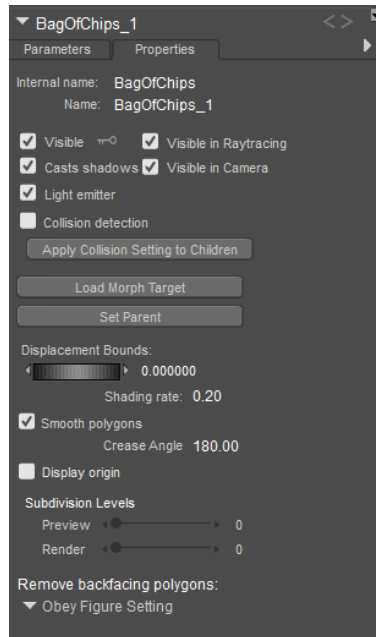 BagOfChips_1
Parameters Properties
Internal name: BagOfChips
Name: BagOfChips_1
Visible Visible in Raytracing
Casts shadows Visible in Camera
Light emitter
Collision detection
Apply Collision Setting to Children
Load Morph Target
Set Parent
Displacement Bounds:
0.000000
Shading rate: 0.20
Smooth polygons
Crease Angle 180.00
Display origin
Subdivision Levels
Preview 0
Render 0
Remove backfacing polygons:
Obey Figure Setting